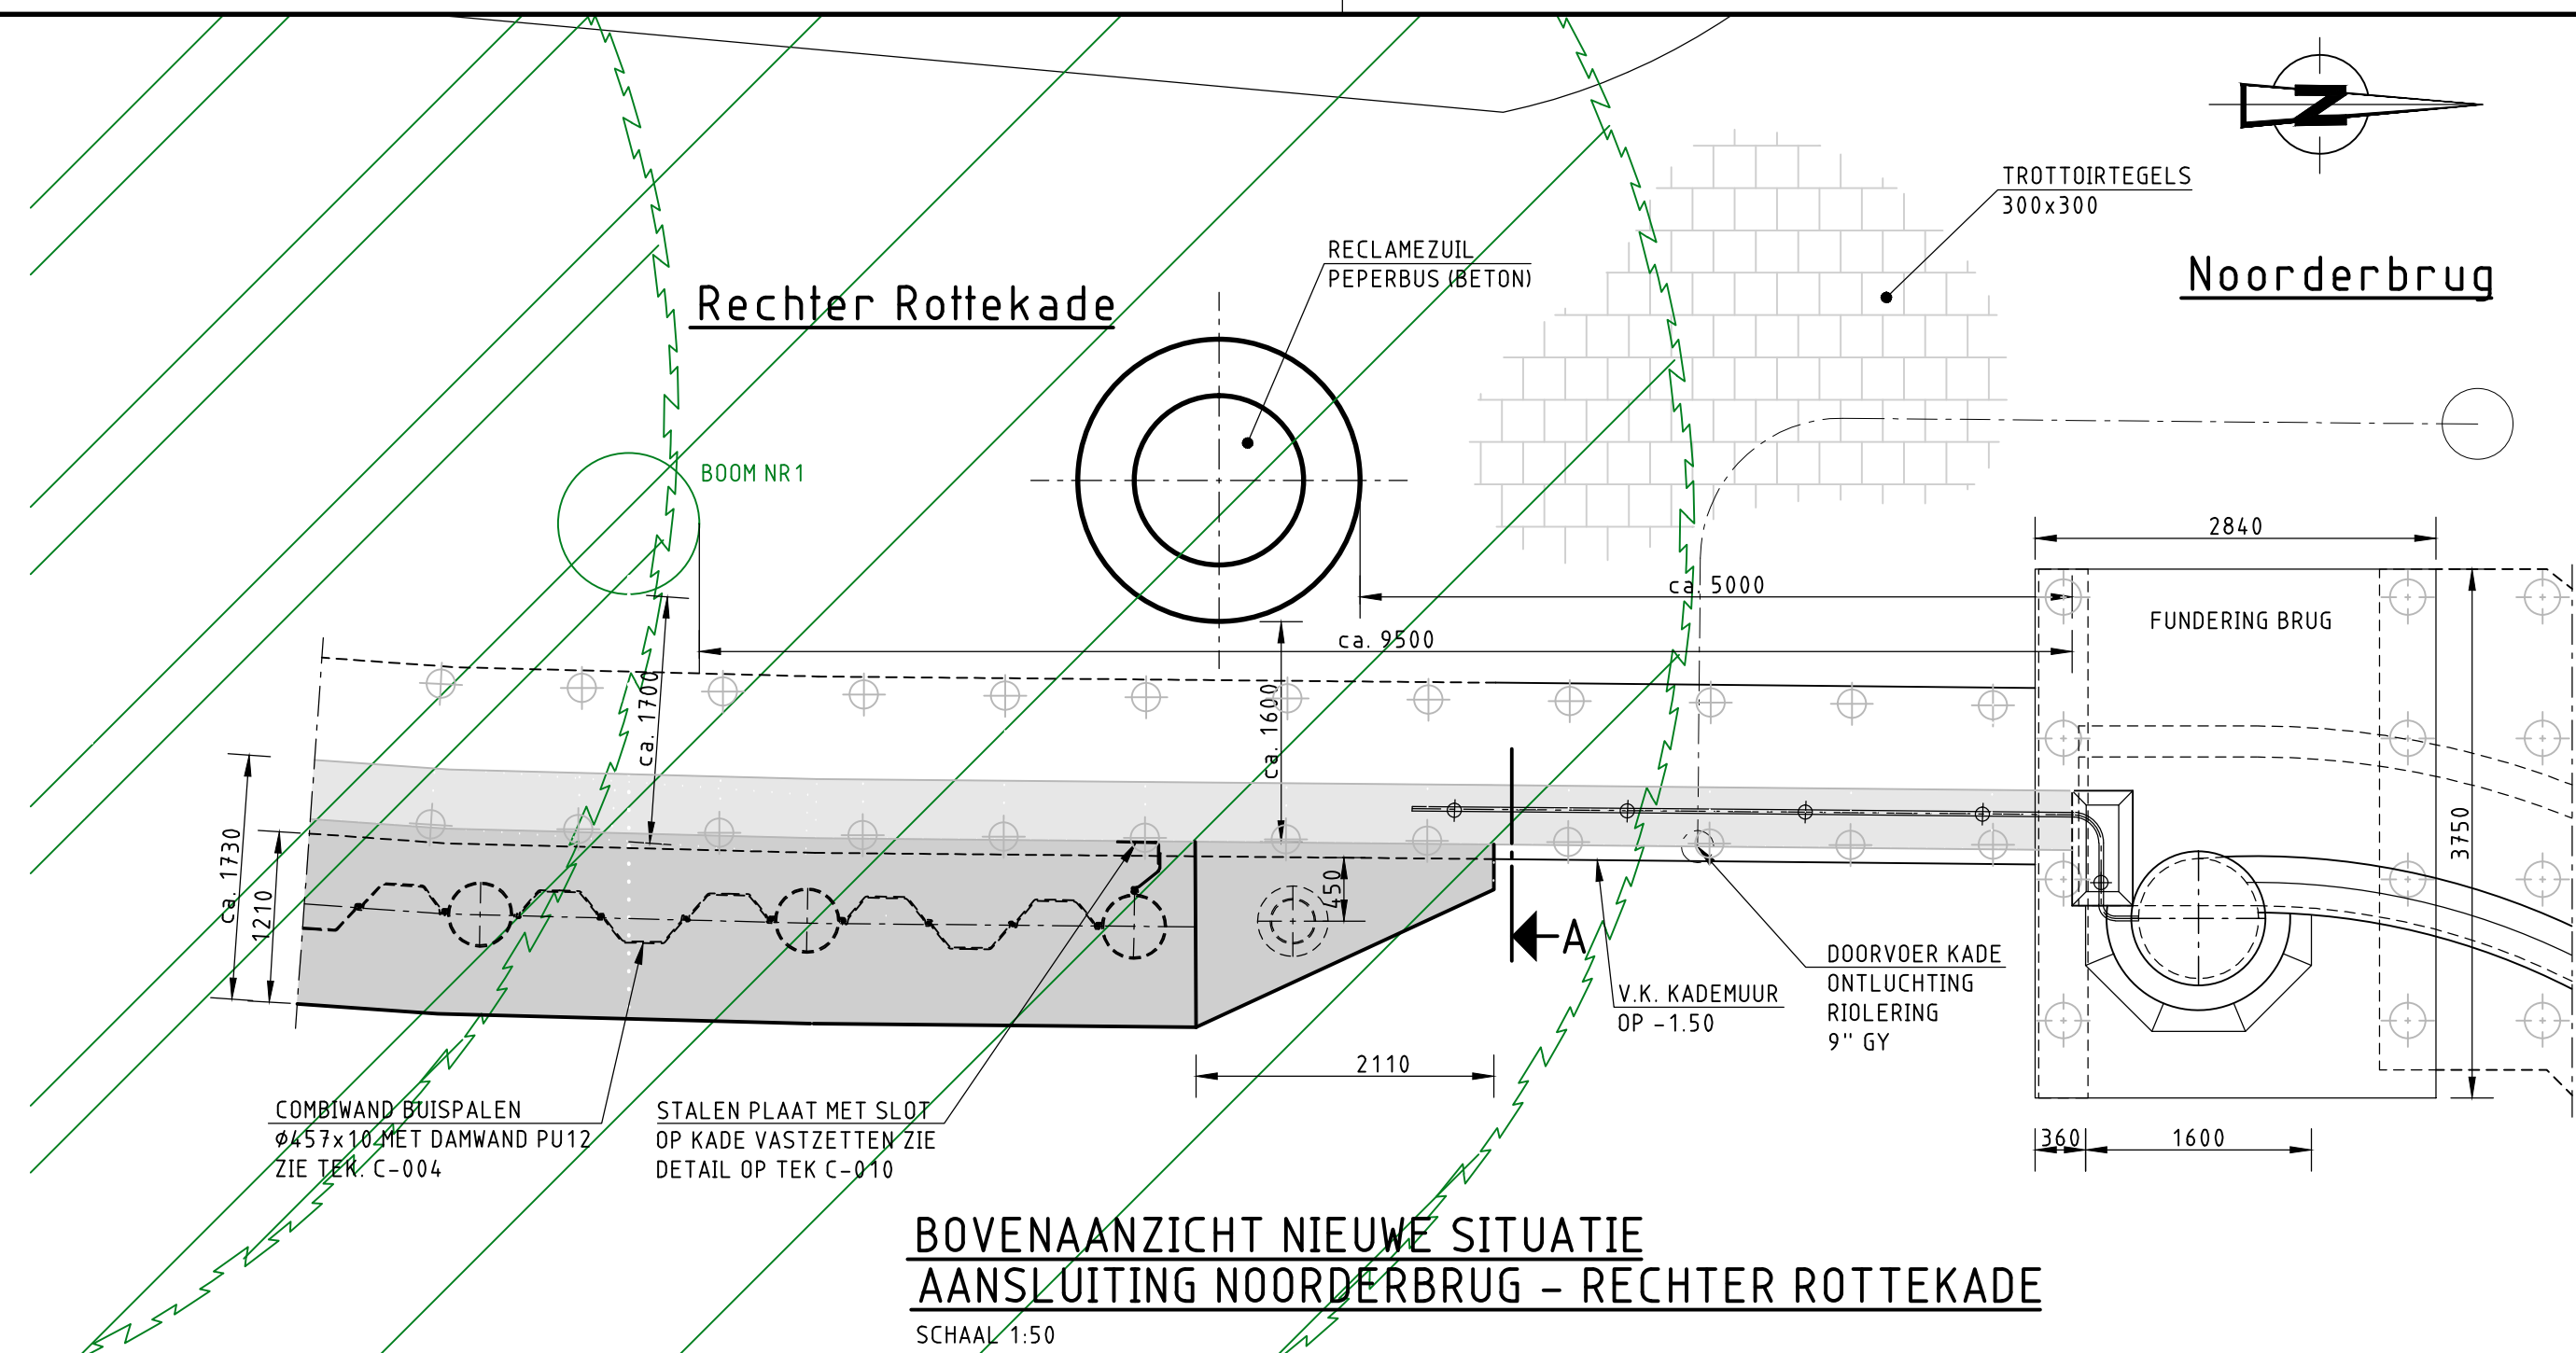 N
TROTTOIRTEGELS
300x300
RECLAMEZUIL
PEPERBUS (BETON)
Noorderbrug
Rechter Rottekade
BOOM NR1
2840
ca. 5000
FUNDERING BRUG
ca. 9500
ca. 1700
ca. 1600
ca. 1730
1210
450
3750
A
DOORVOER KADE
ONTLUCHTING
RIOLERING
9" GY
V.K. KADEMUUR
OP -1.50
2110
COMBIWAND BUISPALEN
Ø457x10 MET DAMWAND PU12
ZIE TEK. C-004
STALEN PLAAT MET SLOT
OP KADE VASTZETTEN ZIE
DETAIL OP TEK C-010
360
1600
BOVENAANZICHT NIEUWE SITUATIE
AANSLUITING NOORDERBRUG - RECHTER ROTTEKADE
SCHAAL 1:50